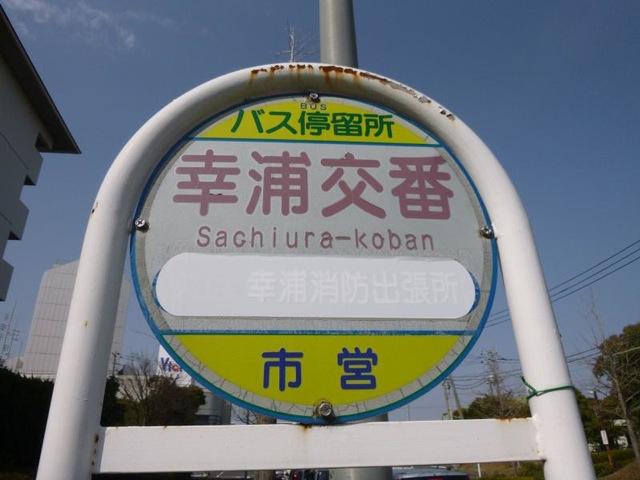 BUS
バス停留所
幸浦交番
Sachiura-koban
幸浦消防出張所
市営